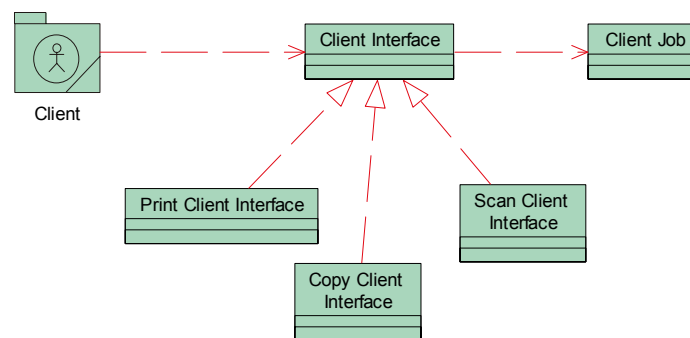 Client Interface
Client Job
Client
Print Client Interface
Scan Client
Interface
Copy Client
Interface